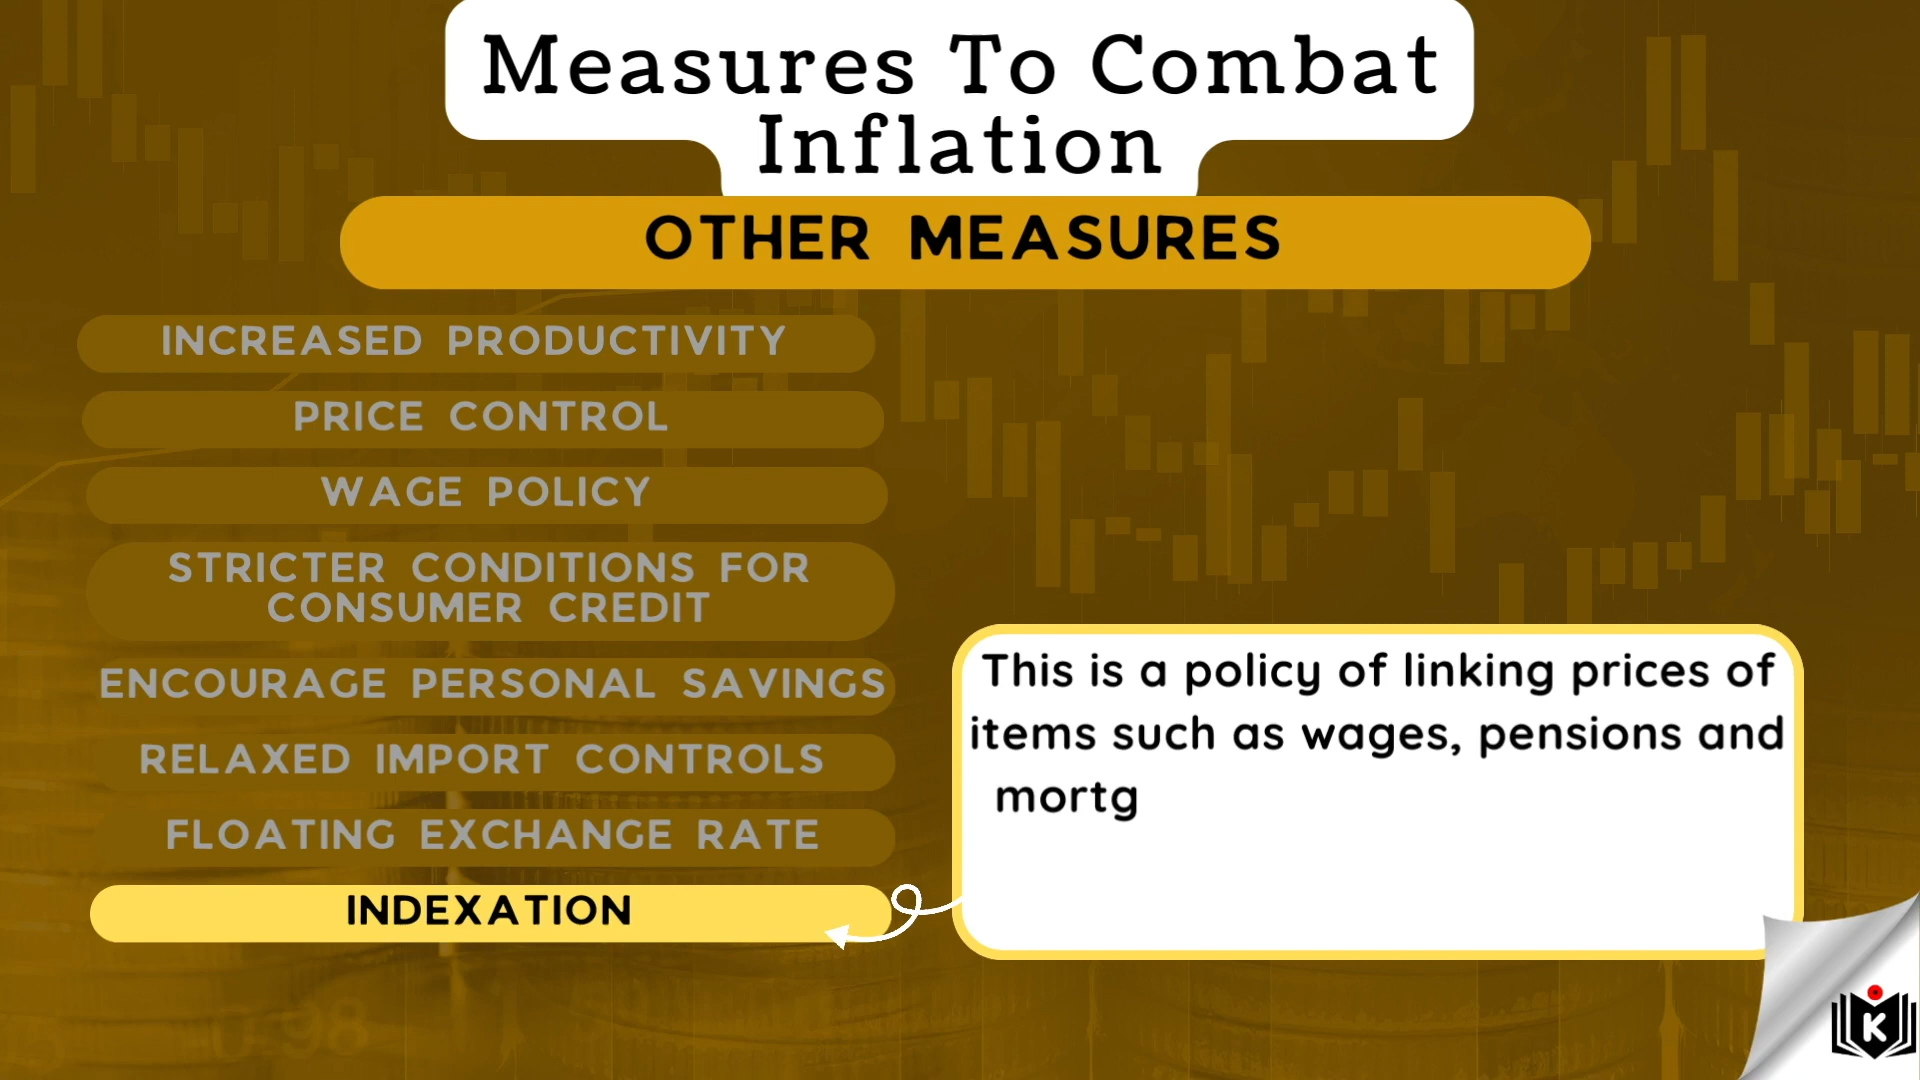 Measures To Combat
Inflation
OTHER MEASURES
INCREASED PRODUCTIVITY
PRICE CONTROL
WAGE POLICY
STRICTER CONDITIONS FOR
CONSUMER CREDIT
ENCOURAGE PERSONAL SAVINGS
RELAXED IMPORT CONTROLS
FLOATING EXCHANGE RATE
INDEXATION
This is a policy of linking prices of
items such as wages, pensions and
mortg
0.98
K